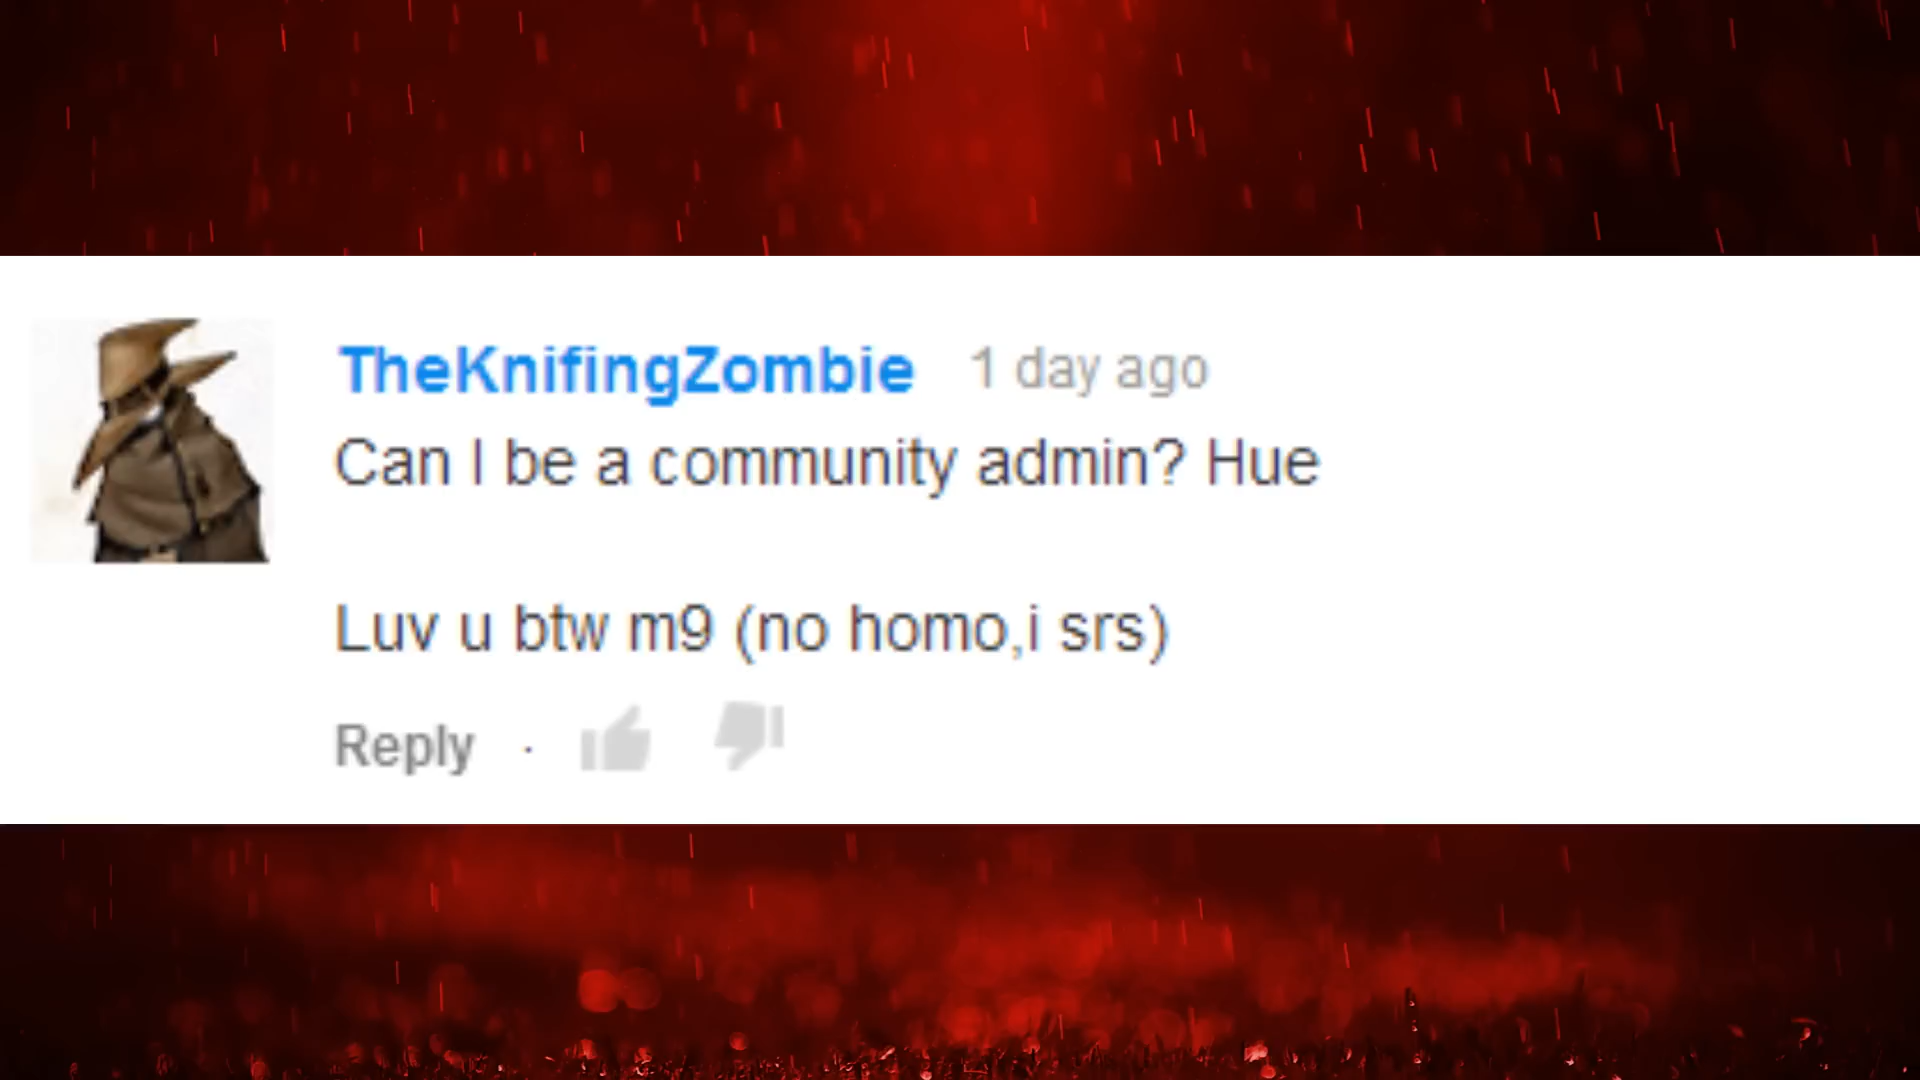 TheKnifingZombie 1 day ago
Can I be a community admin? Hue
Luv u btw m9 (no homo,i srs)
Reply ·